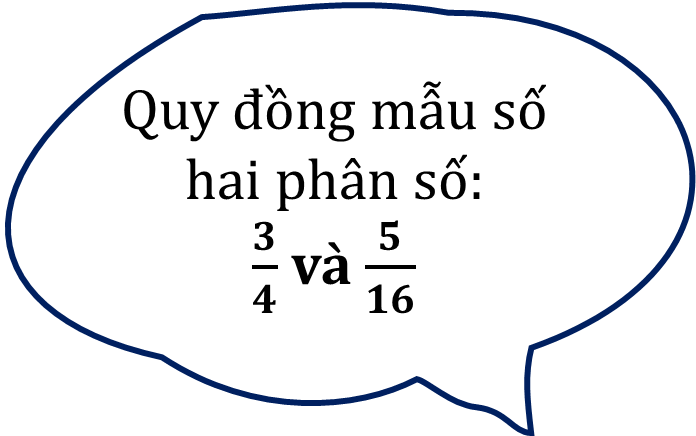 Quy đồng mẫu số
hai phân số:
3/4 và 5/16